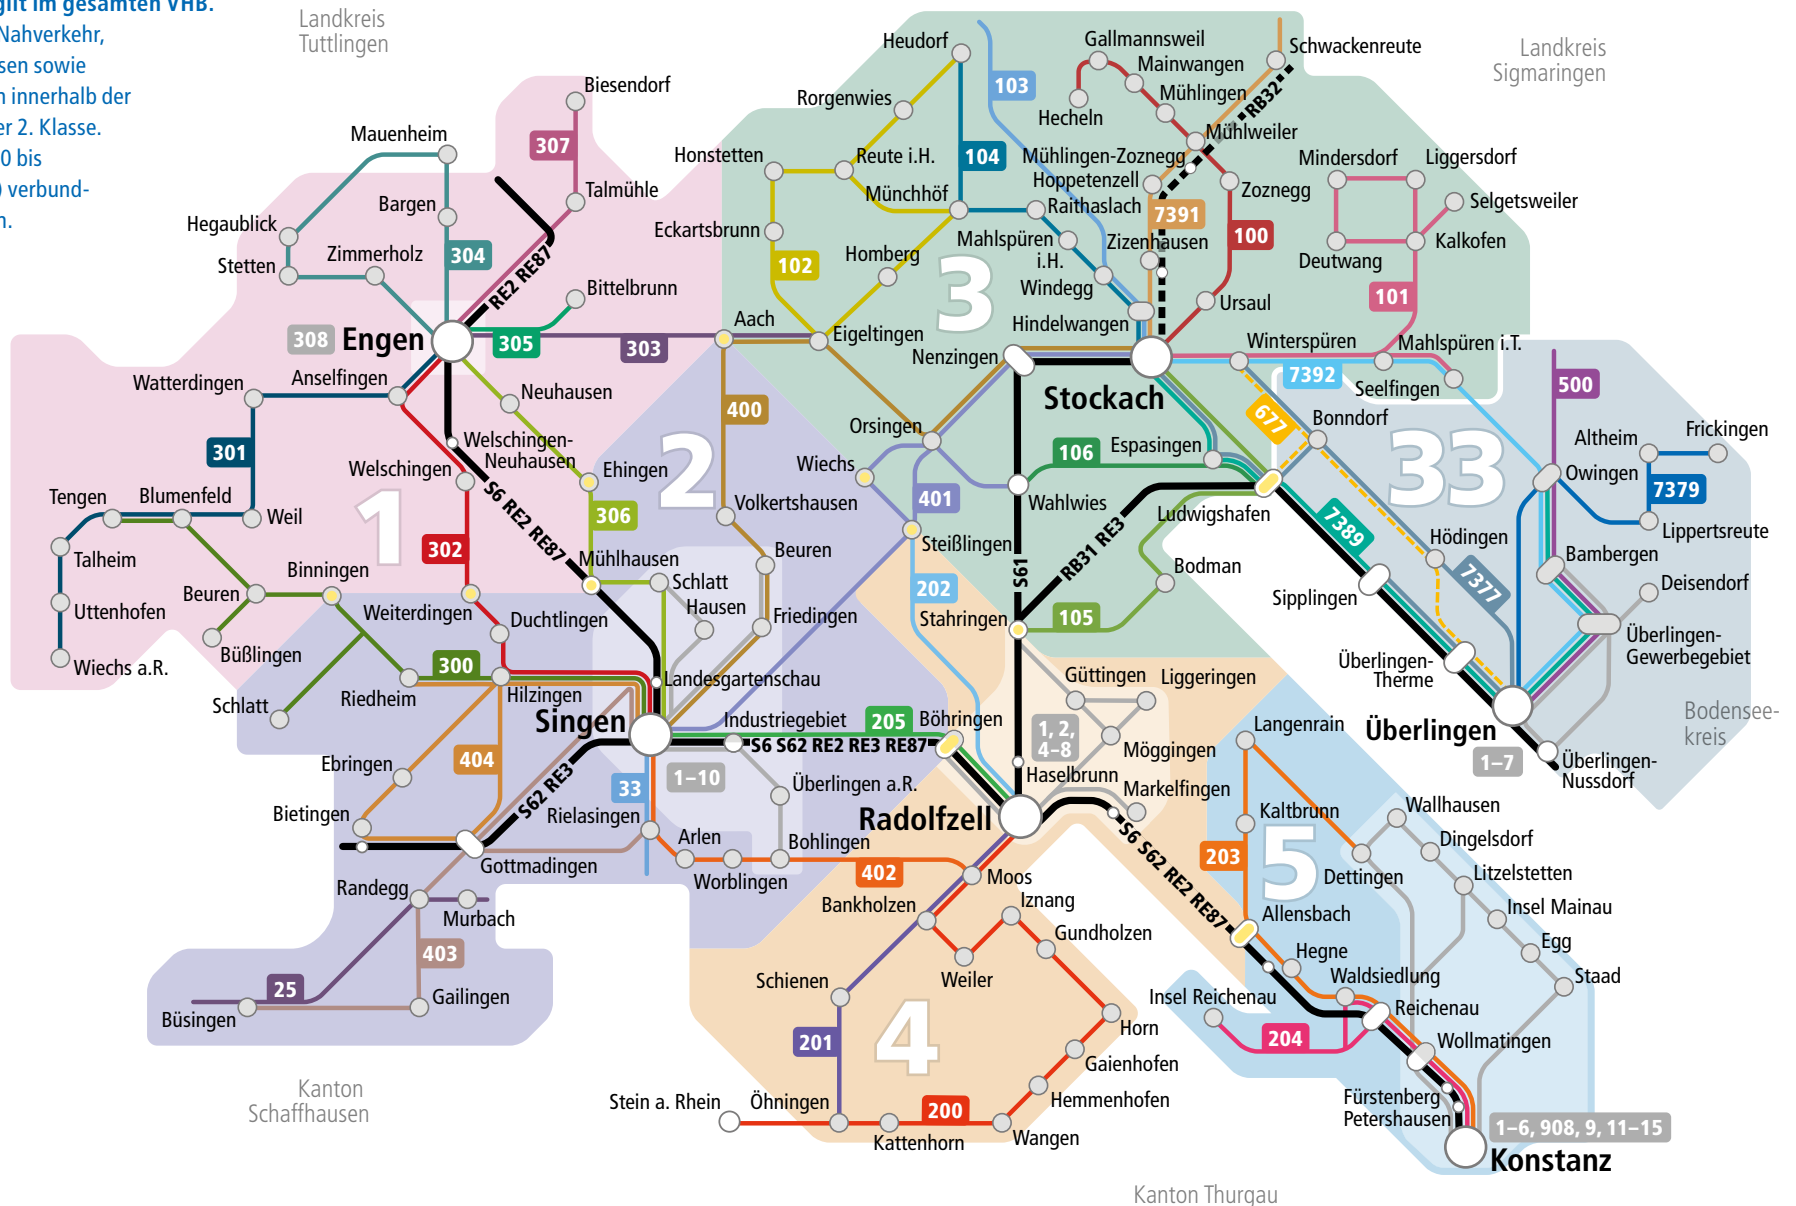 gilt im gesamten VHB.
Nahverkehr,
sen sowie
n innerhalb der
er 2. Klasse.
0 bis
) verbund-
n.
Landkreis
Tuttlingen
Landkreis
Sigmaringen
Kanton
Schaffhausen
Kanton Thurgau
Bodensee-
kreis
Biesendorf
307
Talmühle
Mauenheim
Bargen
Hegaublick
Stetten
Zimmerholz
304
RE2 RE87
Bittelbrunn
308
Engen
305
303
Aach
Watterdingen
Anselfingen
Neuhausen
301
Welschingen-
Neuhausen
Welschingen
Ehingen
Tengen
Blumenfeld
Weil
1
S6 RE2 RE87
306
302
Talheim
Binningen
Mühlhausen
Beuren
Uttenhofen
Weiterdingen
Duchtlingen
Büßlingen
Wiechs a.R.
300
Riedheim
Hilzingen
Schlatt
Heudorf
103
Gallmannsweil
Mainwangen
Schwackenreute
Rorgenwies
Hecheln
Mühlingen
RB32
Mühlweiler
Honstetten
Reute i.H.
104
Mühlingen-Zoznegg
Hoppetenzell
Münchhöf
Raithaslach
7391
Zoznegg
Eckartsbrunn
Mahlspüren
i.H.
Zizenhausen
100
102
Homberg
3
Windegg
Ursaul
Hindelwangen
Eigeltingen
Nenzingen
Stockach
Mindersdorf
Liggersdorf
Selgetsweiler
Deutwang
Kalkofen
101
Winterspüren
Mahlspüren i.T.
7392
Seelfingen
500
677
Bonndorf
33
Altheim
Frickingen
Owingen
7379
Lippertsreute
Hödingen
Bambergen
Deisendorf
7389
7377
Sipplingen
Überlingen-
Gewerbegebiet
Überlingen-
Therme
Überlingen
1–7
Überlingen-
Nussdorf
400
2
Orsingen
Wiechs
106
Espasingen
401
Wahlwies
Ludwigshafen
Volkertshausen
Steißlingen
RB31 RE3
S61
Bodman
Beuren
Schlatt
Hausen
202
Friedingen
Stahringen
105
Landesgartenschau
Singen
Industriegebiet
205
Böhringen
S6 S62 RE2 RE3 RE87
Güttingen
Liggeringen
1, 2,
4–8
Möggingen
Haselbrunn
Markelfingen
Radolfzell
404
Ebringen
S62 RE3
1–10
33
Überlingen a.R.
Bietingen
Rielasingen
Arlen
Bohlingen
Gottmadingen
Worblingen
402
Randegg
Murbach
403
25
Gailingen
Büsingen
Moos
Bankholzen
Iznang
Gundholzen
Weiler
Schienen
4
201
Horn
Gaienhofen
Hemmenhofen
Stein a. Rhein
Öhningen
200
Kattenhorn
Wangen
S6 S62 RE2 RE87
Langenrain
Kaltbrunn
5
203
Dettingen
Wallhausen
Dingelsdorf
Litzelstetten
Insel Mainau
Egg
Staad
Allensbach
Hegne
Waldsiedlung
Insel Reichenau
Reichenau
204
Wollmatingen
Fürstenberg
Petershausen
1–6, 908, 9, 11–15
Konstanz